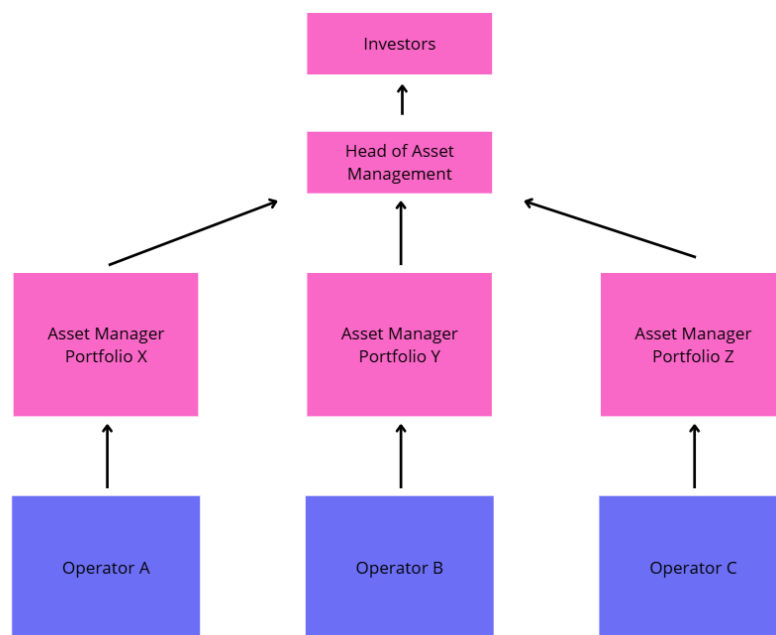 Investors
Head of Asset
Management
Asset Manager
Portfolio X
Asset Manager
Portfolio Y
Asset Manager
Portfolio Z
Operator A
Operator B
Operator C